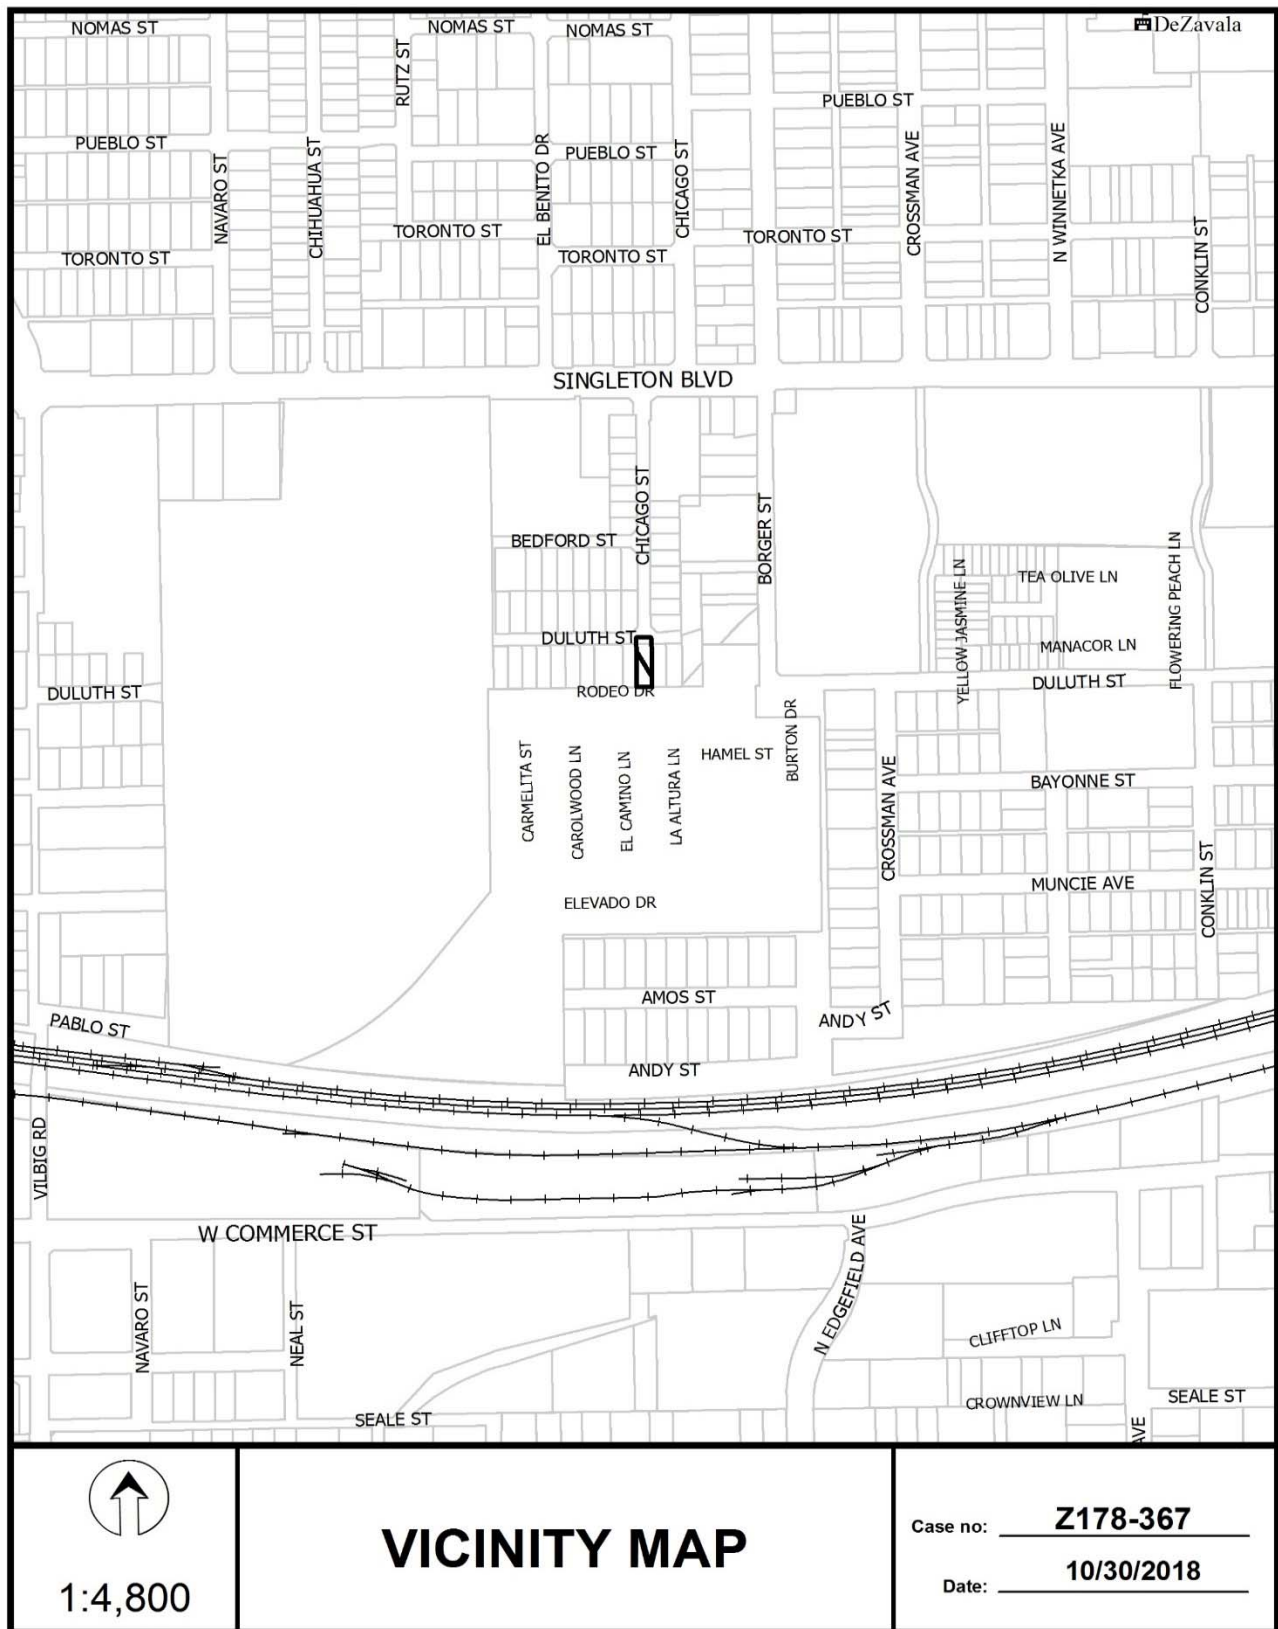 NOMAS ST
NOMAS ST
NOMAS ST
DeZavala
RUTZ ST
PUEBLO ST
PUEBLO ST
PUEBLO ST
NAVARO ST
CHIHUAHUA ST
EL BENITO DR
CHICAGO ST
CROSSMAN AVE
N WINNETKA AVE
CONKLIN ST
TORONTO ST
TORONTO ST
TORONTO ST
TORONTO ST
SINGLETON BLVD
CHICAGO ST
BEDFORD ST
BORGER ST
YELLOW JASMINE LN
TEA OLIVE LN
FLOWERING PEACH LN
MANACOR LN
DULUTH ST
DULUTH ST
DULUTH ST
RODEO DR
CARMELITA ST
CAROLWOOD LN
EL CAMINO LN
LA ALTURA LN
HAMEL ST
BURTON DR
CROSSMAN AVE
BAYONNE ST
MUNCIE AVE
CONKLIN ST
ELEVADO DR
AMOS ST
ANDY ST
PABLO ST
ANDY ST
VILBIG RD
W COMMERCE ST
N EDGEFIELD AVE
NAVARO ST
NEAL ST
CLIFFTOP LN
CROWNVIEW LN
SEALE ST
SEALE ST
AVE
1:4,800
VICINITY MAP
Case no: Z178-367
Date: 10/30/2018